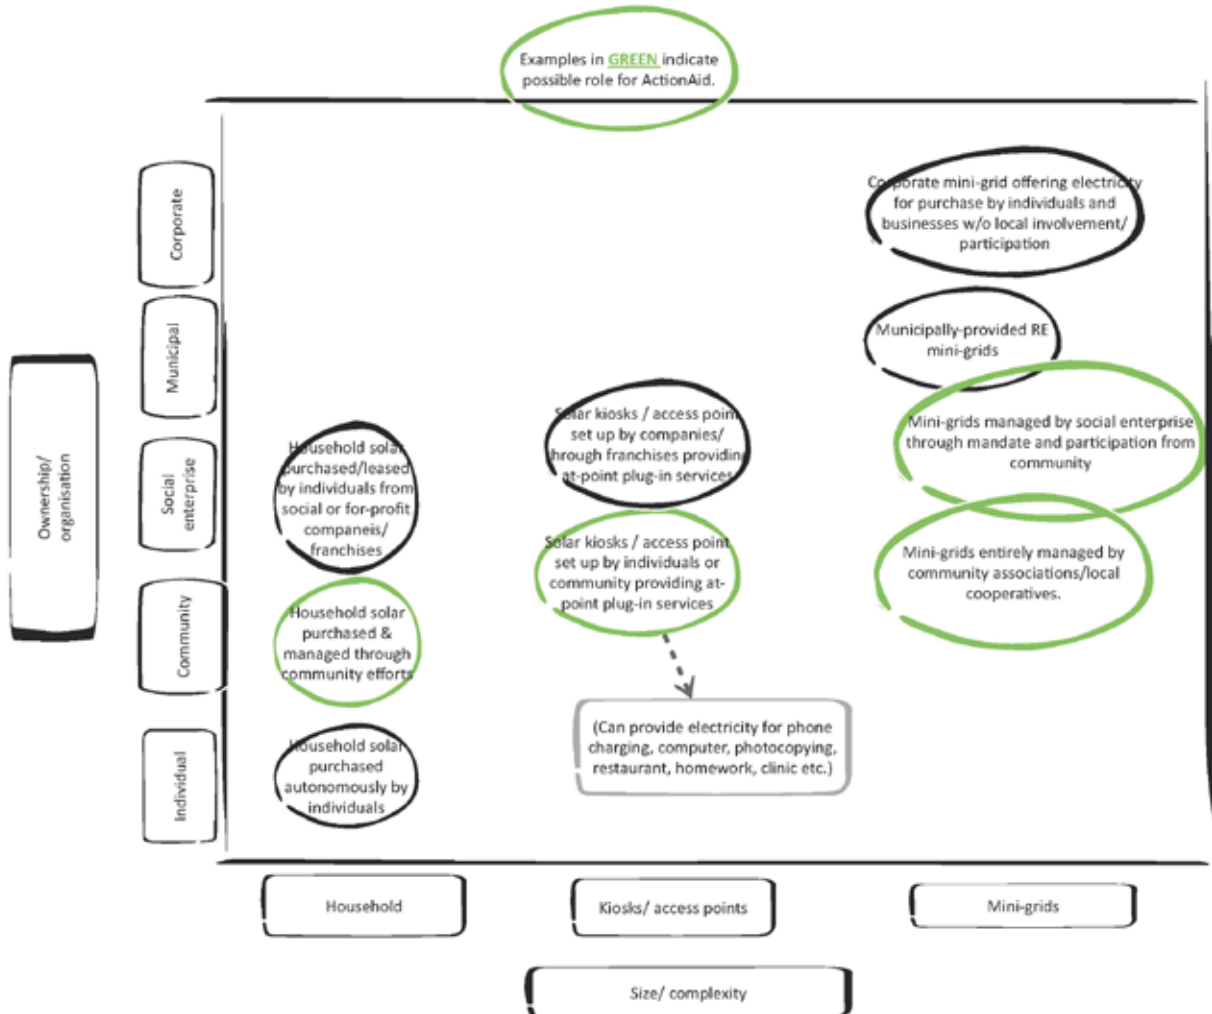 Examples in GREEN indicate
possible role for ActionAid.
Ownership/
organisation
Corporate
Municipal
Social
enterprise
Community
Individual
Corporate mini-grid offering electricity
for purchase by individuals and
businesses w/o local involvement/
participation
Municipally-provided RE
mini-grids
Mini-grids managed by social enterprise
through mandate and participation from
community
Mini-grids entirely managed by
community associations/local
cooperatives.
Solar kiosks / access point
set up by companies/
through franchises providing
at-point plug-in services
Solar kiosks / access point
set up by individuals or
community providing at-
point plug-in services
(Can provide electricity for phone
charging, computer, photocopying,
restaurant, homework, clinic etc.)
Household solar
purchased/leased
by individuals from
social or for-profit
companeis/
franchises
Household solar
purchased &
managed through
community efforts
Household solar
purchased
autonomously by
individuals
Household
Kiosks/ access points
Mini-grids
Size/ complexity